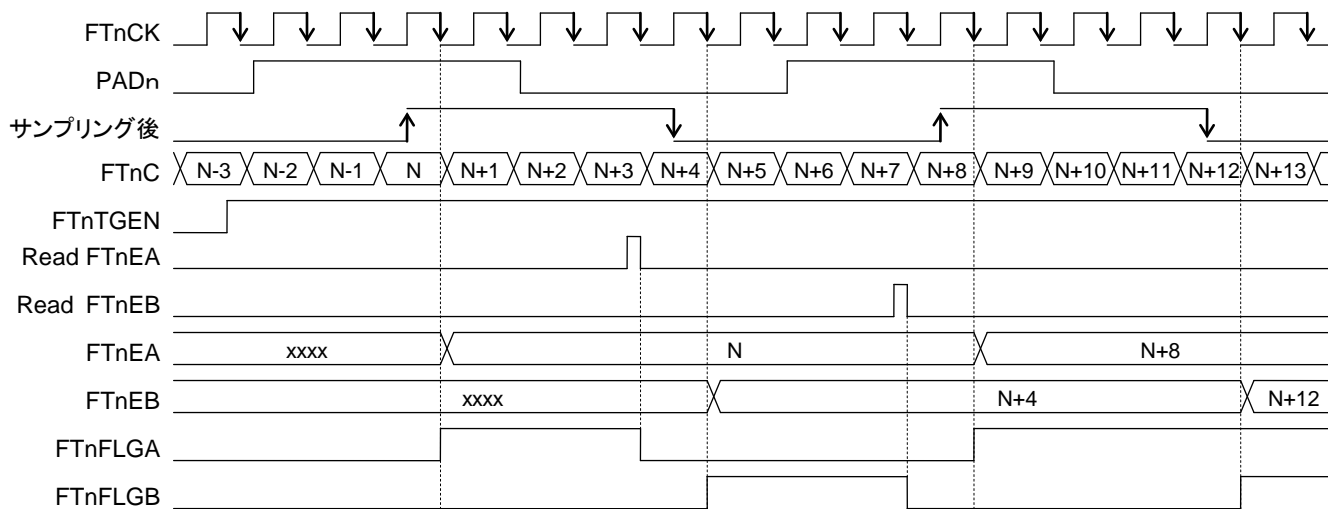 FTnCK
PADn
サンプリング後
FTnC N-3 N-2 N-1 N N+1 N+2 N+3 N+4 N+5 N+6 N+7 N+8 N+9 N+10 N+11 N+12 N+13
FTnTGEN
Read FTnEA
Read FTnEB
FTnEA xxxx N N+8
FTnEB xxxx N+4 N+12
FTnFLGA
FTnFLGB